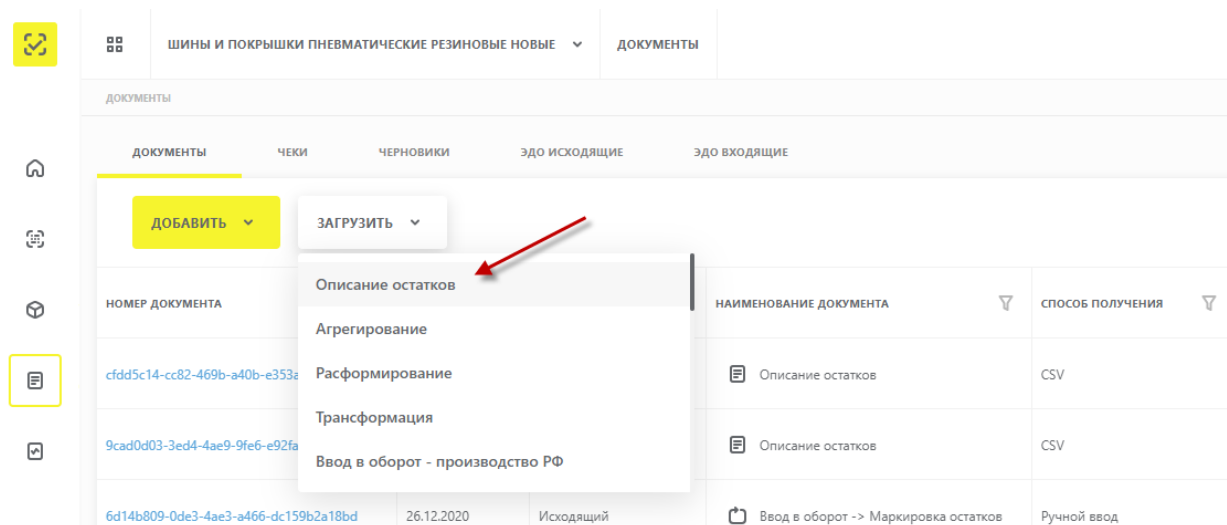 ШИНЫ И ПОКРЫШКИ ПНЕВМАТИЧЕСКИЕ РЕЗИНОВЫЕ НОВЫЕ ДОКУМЕНТЫ
ДОКУМЕНТЫ
ДОКУМЕНТЫ ЧЕКИ ЧЕРНОВИКИ ЭДО ИСХОДЯЩИЕ ЭДО ВХОДЯЩИЕ
ДОБАВИТЬ ЗАГРУЗИТЬ
Описание остатков
НОМЕР ДОКУМЕНТА НАИМЕНОВАНИЕ ДОКУМЕНТА СПОСОБ ПОЛУЧЕНИЯ
Агрегирование
cfdd5c14-cc82-469b-a40b-e353a Расформирование Описание остатков CSV
Трансформация
9cad0d03-3ed4-4ae9-9fe6-e92fa Описание остатков CSV
Ввод в оборот - производство РФ
6d14b809-0de3-4ae3-a466-dc159b2a18bd 26.12.2020 Исходящий Ввод в оборот -> Маркировка остатков Ручной ввод